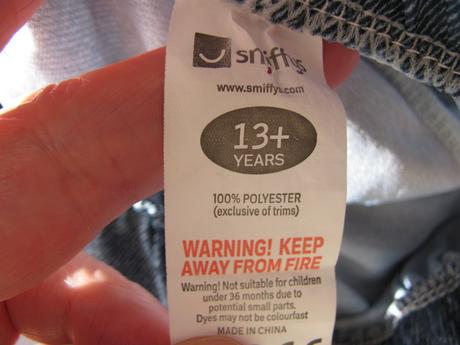 smiffys
www.smiffys.com
13+
YEARS
100% POLYESTER
(exclusive of trims)
WARNING! KEEP
AWAY FROM FIRE
Warning! Not suitable for children
under 36 months due to
potential small parts.
Dyes may not be colourfast
MADE IN CHINA